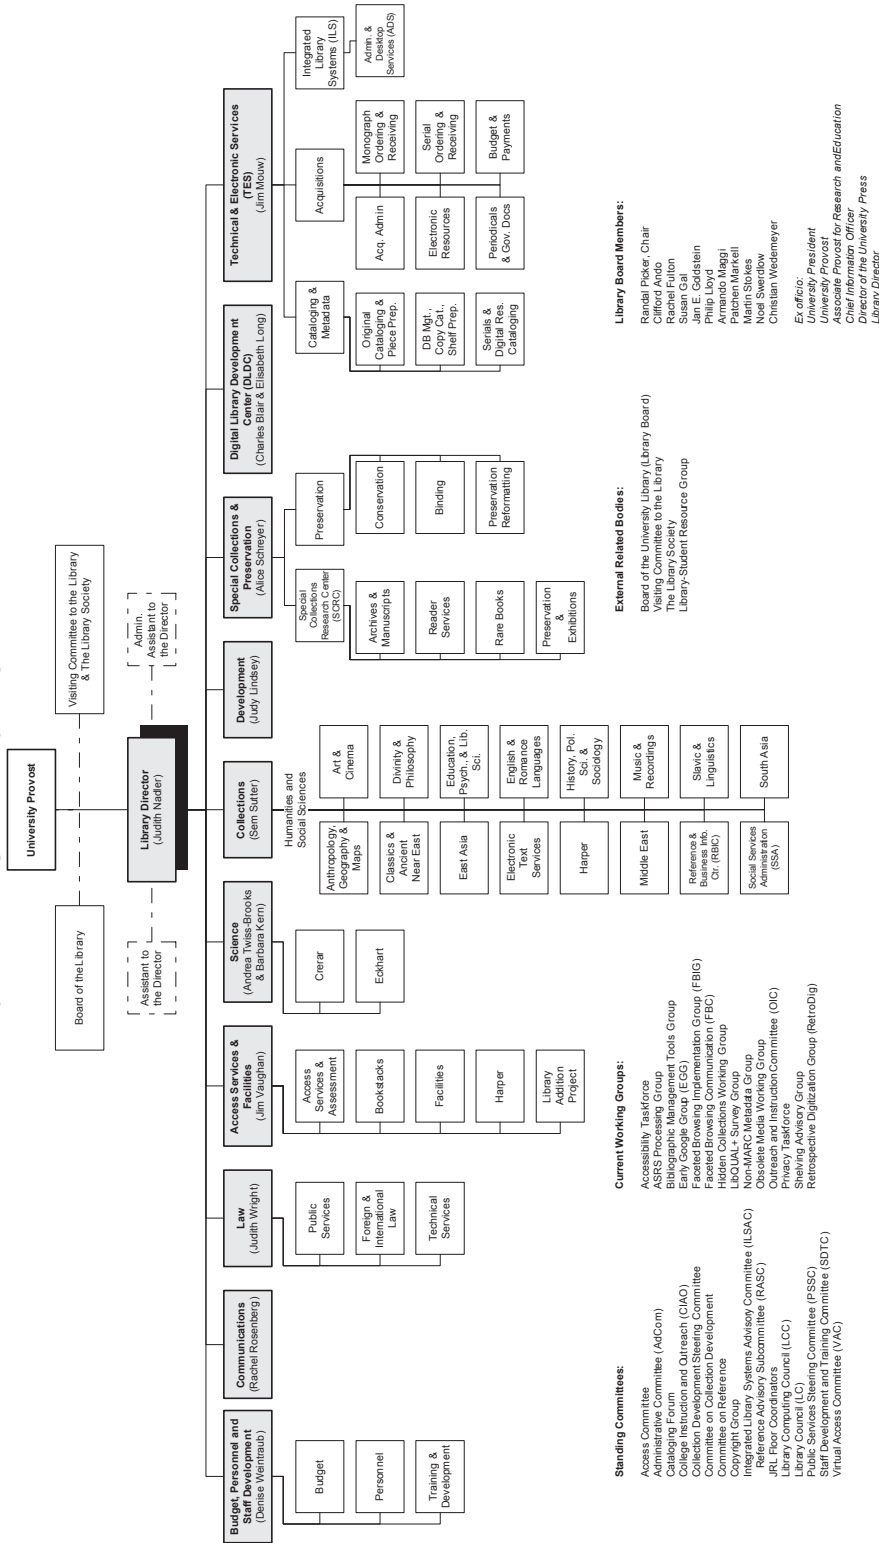 University Provost
Board of the Library
Visiting Committee to the Library
& The Library Society
Library Director
(Judith Nadler)
Assistant to
the Director
Admin.
Assistant to
the Director
Budget, Personnel and
Staff Development
(Denise Weintraub)
Budget
Personnel
Training &
Development
Communications
(Rachel Rosenberg)
Law
(Judith Wright)
Public
Services
Foreign &
International
Law
Technical
Services
Access Services &
Facilities
(Jim Vaughan)
Access
Services &
Assessment
Bookstacks
Facilities
Harper
Library
Addition
Project
Science
(Andrea Twiss-Brooks
& Barbara Kern)
Crerar
Eckhart
Collections
(Sem Sutter)
Humanities and
Social Sciences
Anthropology,
Geography &
Maps
Art &
Cinema
Classics &
Ancient
Near East
Divinity &
Philosophy
East Asia
Education,
Psych., & Lib.
Sci.
Electronic
Text
Services
English &
Romance
Languages
Harper
History, Pol.
Sci. &
Sociology
Middle East
Music &
Recordings
Reference &
Business Info.
Ctr. (RBIC)
Slavic &
Linguistics
Social Services
Administration
(SSA)
South Asia
Development
(Judy Lindsey)
Special Collections &
Preservation
(Alice Schreyer)
Special
Collections
Research Center
(SCRC)
Archives &
Manuscripts
Reader
Services
Rare Books
Preservation
&
Exhibitions
Preservation
Conservation
Binding
Preservation
Reformatting
Digital Library Development
Center (DLDC)
(Charles Blair & Elisabeth Long)
Technical & Electronic Services
(TES)
(Jim Mouw)
Cataloging &
Metadata
Original
Cataloging &
Piece Prep.
DB Mgt.,
Copy Cat.,
Shelf Prep.
Serials &
Digital Res.
Cataloging
Acquisitions
Acq. Admin
Monograph
Ordering &
Receiving
Electronic
Resources
Serial
Ordering &
Receiving
Periodicals
& Gov. Docs
Budget &
Payments
Integrated
Library
Systems (ILS)
Admin. &
Desktop
Services (ADS)
Standing Committees:
Access Committee
Administrative Committee (AdCom)
Cataloging Forum
College Instruction and Outreach (CIAO)
Collection Development Steering Committee
Committee on Collection Development
Committee on Reference
Copyright Group
Integrated Library Systems Advisory Committee (ILSAC)
Reference Advisory Subcommittee (RASC)
JRL Floor Coordinators
Library Computing Council (LCC)
Library Council (LC)
Public Services Steering Committee (PSSC)
Staff Development and Training Committee (SDTC)
Virtual Access Committee (VAC)
Current Working Groups:
Accessibility Taskforce
ASRS Processing Group
Bibliographic Management Tools Group
Early Google Group (EGG)
Faceted Browsing Implementation Group (FBIG)
Faceted Browsing Communication (FBC)
Hidden Collections Working Group
LibQUAL+ Survey Group
Non-MARC Metadata Group
Obsolete Media Working Group
Outreach and Instruction Committee (OIC)
Privacy Taskforce
Shelving Advisory Group
Retrospective Digitilization Group (RetroDig)
External Related Bodies:
Board of the University Library (Library Board)
Visiting Committee to the Library
The Library Society
Library-Student Resource Group
Library Board Members:
Randal Picker, Chair
Clifford Ando
Rachel Fulton
Susan Gal
Jan E. Goldstein
Philip Lloyd
Armando Maggi
Patchen Markell
Martin Stokes
Noel Swerdlow
Christian Wedemeyer
Ex officio:
University President
University Provost
Associate Provost for Research and Education
Chief Information Officer
Director of the University Press
Library Director